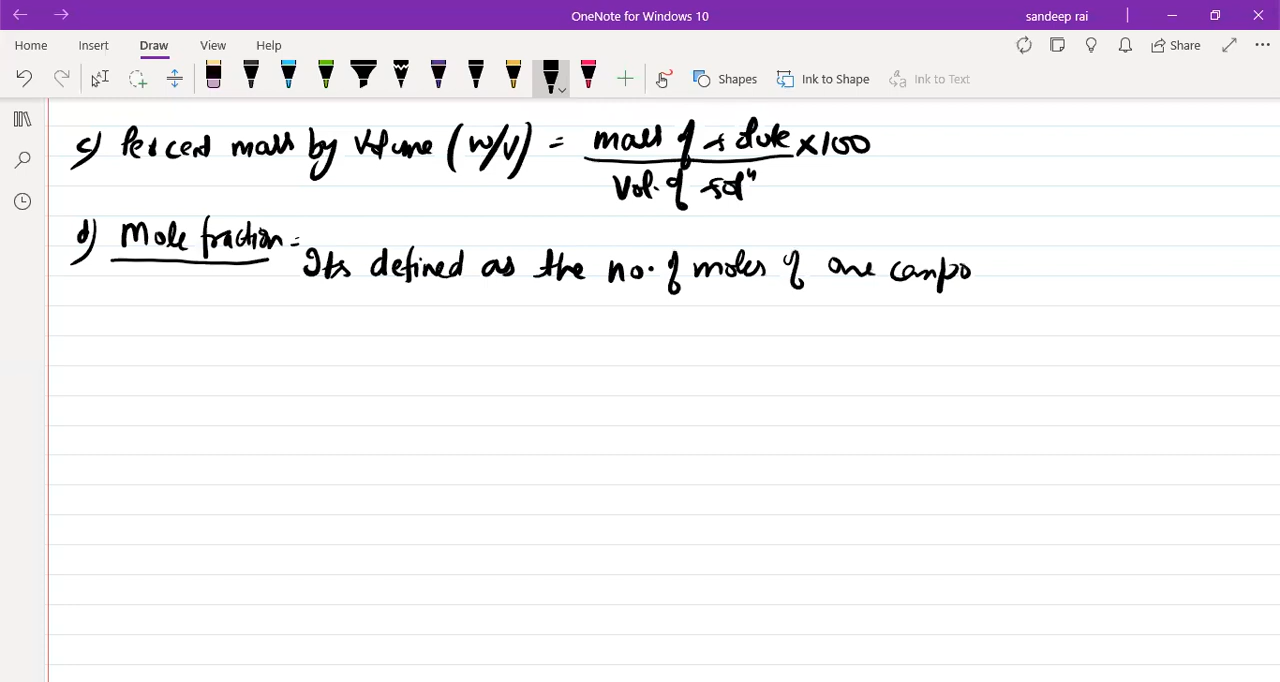 OneNote for Windows 10
sandeep rai
Home Insert Draw View Help
Share
Shapes
Ink to Shape
Ink to Text
c) Percent mass by Volume (w/v) = mass of solute ×100
Vol. of solⁿ
d) Mole fraction =
Its defined as the no. of moles of one compo